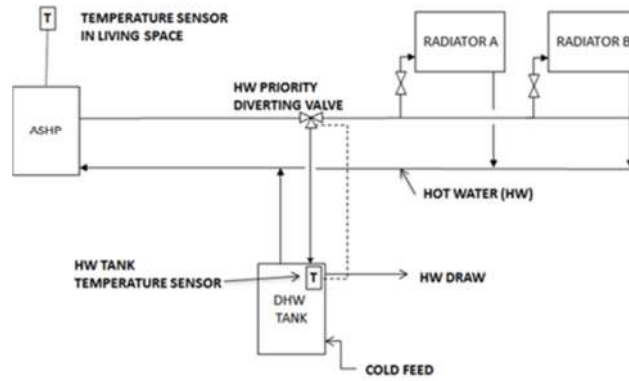 T
TEMPERATURE SENSOR
IN LIVING SPACE
RADIATOR A
RADIATOR B
HW PRIORITY
DIVERTING VALVE
ASHP
HOT WATER (HW)
HW TANK
TEMPERATURE SENSOR
T
HW DRAW
DHW
TANK
COLD FEED